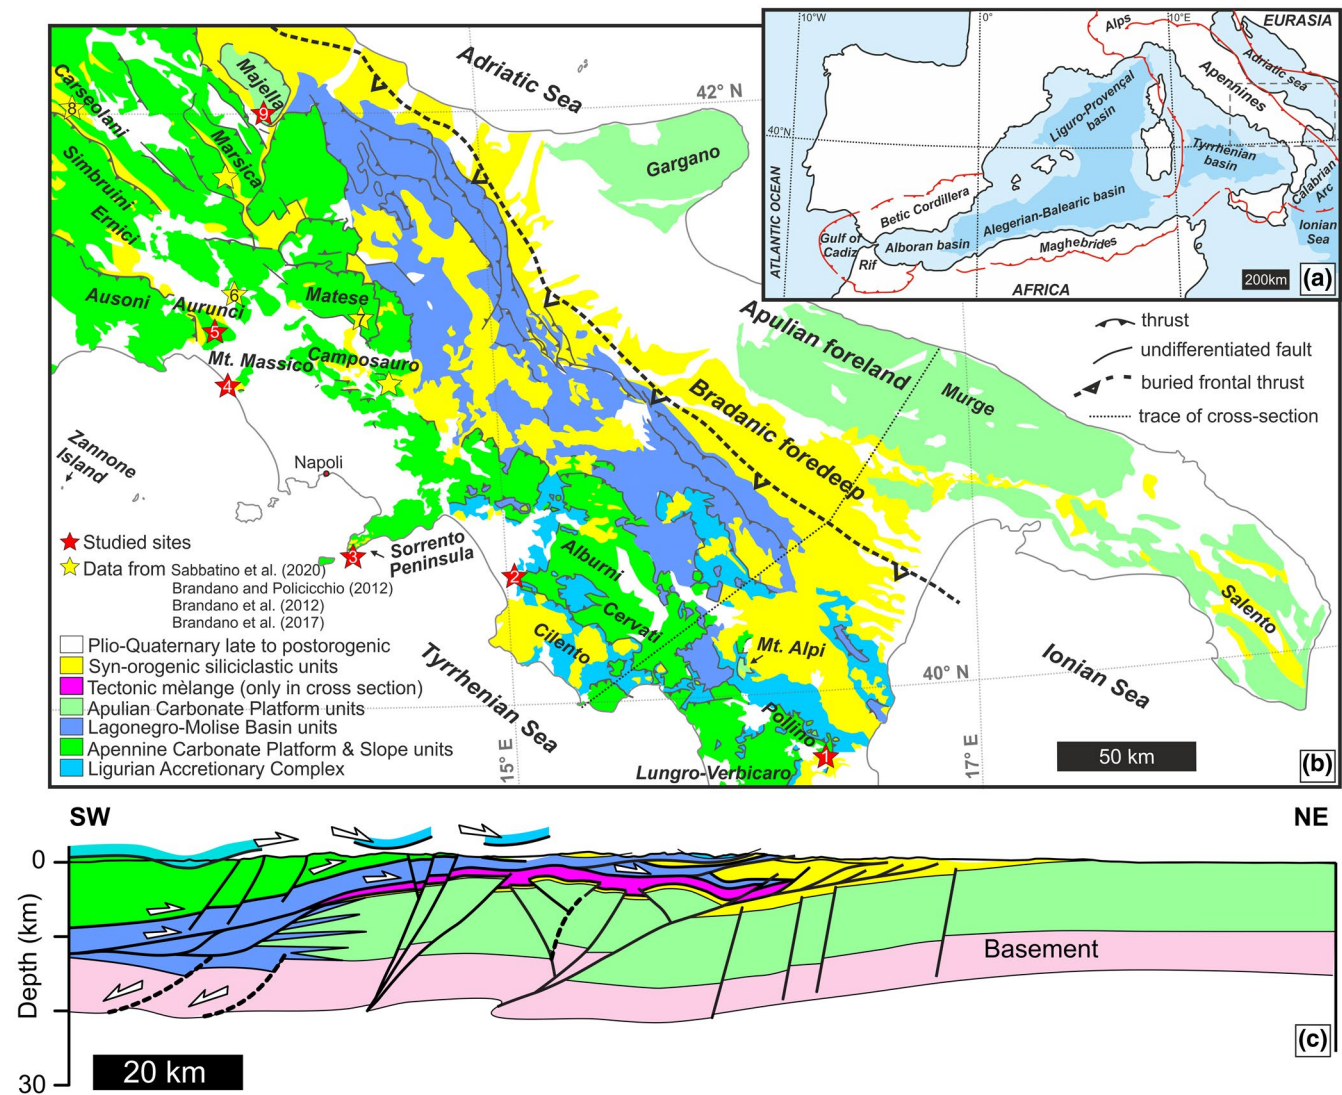 10°W
0°
10°E
40°N
Alps
EURASIA
Adriatic sea
Apennines
Liguro-Provençal
basin
Tyrrhenian
basin
Calabrian
Arc
Ionian
Sea
Betic Cordillera
Alegerian-Balearic basin
Gulf of
Cadiz
Alboran basin
Maghebrides
Rif
ATLANTIC OCEAN
AFRICA
200km
(a)
Adriatic Sea
42° N
Carseolani
8
Majella
9
Marsica
Simbruini
Ernici
Gargano
Ausoni
Aurunci
6
5
Matese
7
Mt. Massico
Camposauro
4
Apulian foreland
Murge
Bradanic foredeep
thrust
undifferentiated fault
buried frontal thrust
trace of cross-section
Zannone
Island
Napoli
Sorrento
Peninsula
3
2
Alburni
Cervati
Cilento
Mt. Alpi
Salento
Tyrrhenian Sea
Ionian Sea
40° N
Pollino
1
Lungro-Verbicaro
15° E
17° E
50 km
(b)
Studied sites
Data from Sabbatino et al. (2020)
Brandano and Policicchio (2012)
Brandano et al. (2012)
Brandano et al. (2017)
Plio-Quaternary late to postorogenic
Syn-orogenic siliciclastic units
Tectonic mèlange (only in cross section)
Apulian Carbonate Platform units
Lagonegro-Molise Basin units
Apennine Carbonate Platform & Slope units
Ligurian Accretionary Complex
SW
NE
0
Depth (km)
30
Basement
20 km
(c)